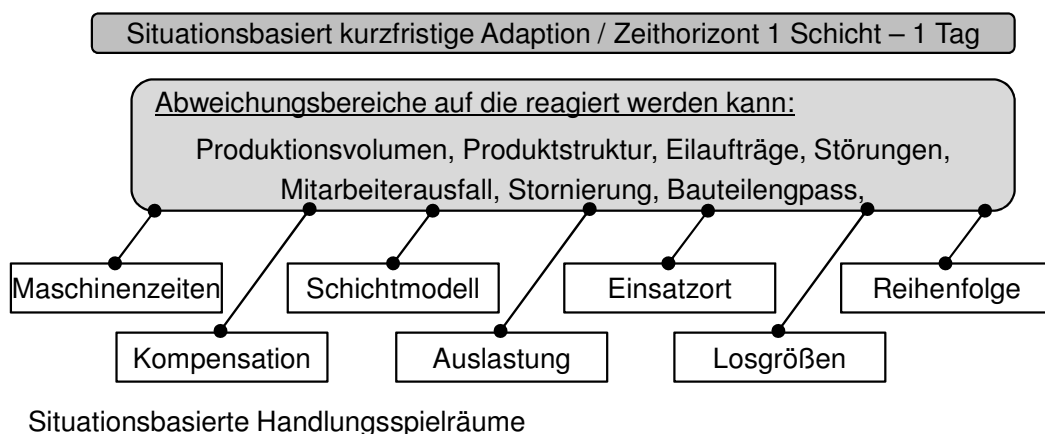 Situationsbasiert kurzfristige Adaption / Zeithorizont 1 Schicht – 1 Tag
Abweichungsbereiche auf die reagiert werden kann:
Produktionsvolumen, Produktstruktur, Eilaufträge, Störungen,
Mitarbeiterausfall, Stornierung, Bauteilengpass,
Maschinenzeiten
Schichtmodell
Einsatzort
Reihenfolge
Kompensation
Auslastung
Losgrößen
Situationsbasierte Handlungsspielräume